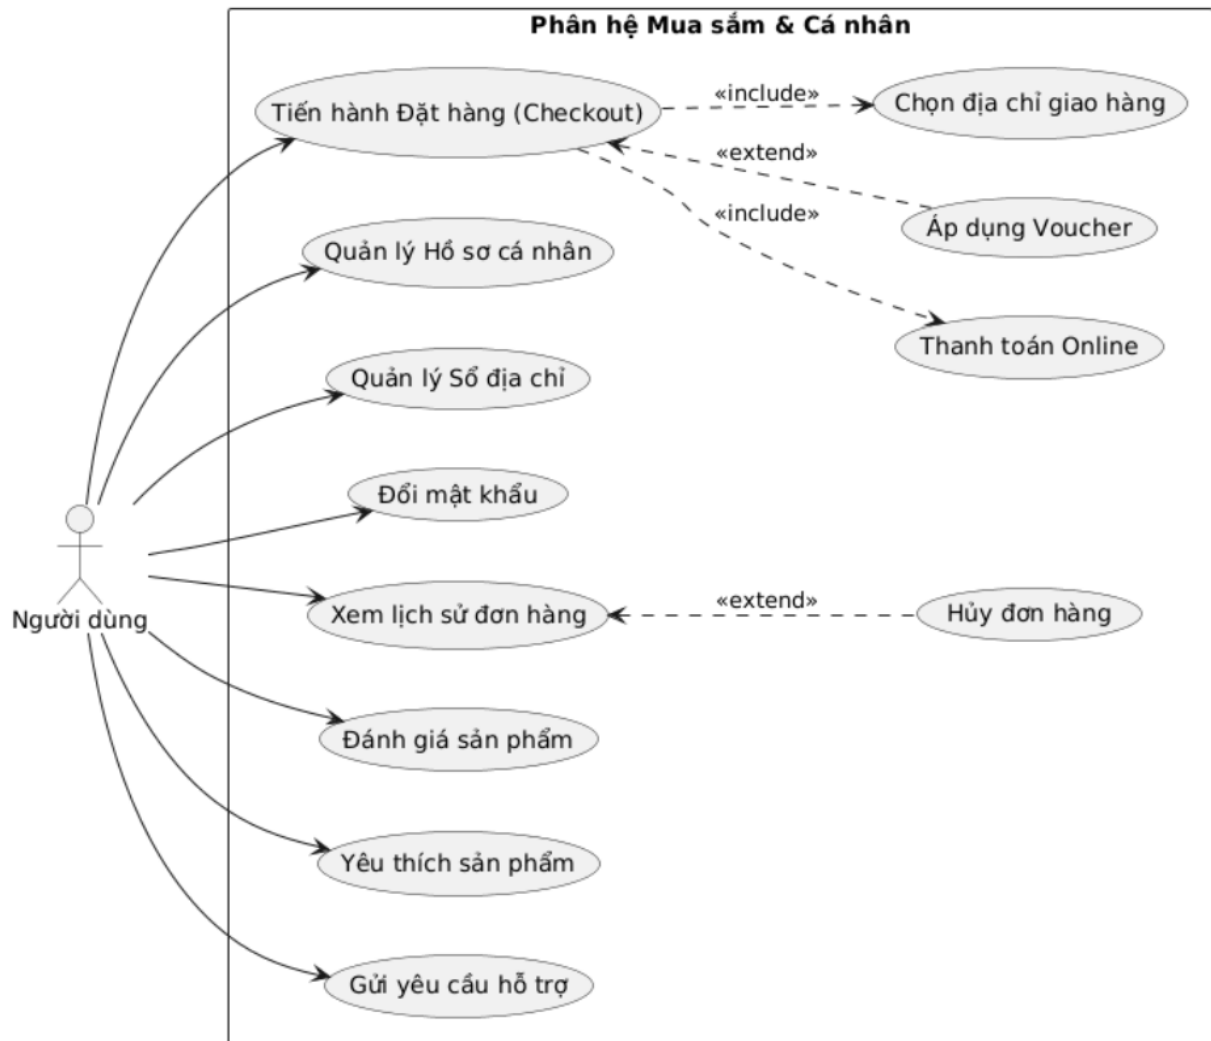 Phân hệ Mua sắm & Cá nhân
Tiến hành Đặt hàng (Checkout)
«include»
Chọn địa chỉ giao hàng
«extend»
Áp dụng Voucher
«include»
Thanh toán Online
Quản lý Hồ sơ cá nhân
Quản lý Sổ địa chỉ
Đổi mật khẩu
Người dùng
Xem lịch sử đơn hàng
«extend»
Hủy đơn hàng
Đánh giá sản phẩm
Yêu thích sản phẩm
Gửi yêu cầu hỗ trợ